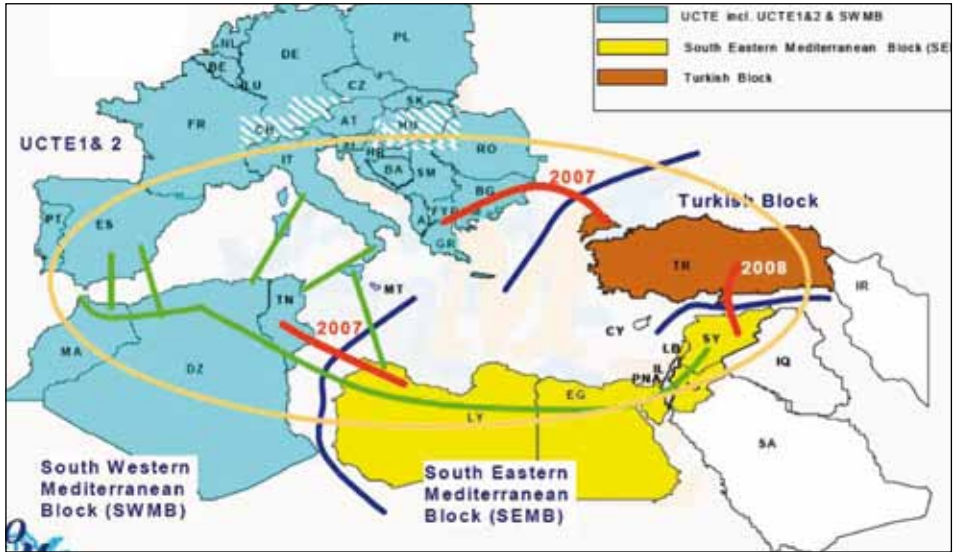 UCTE incl. UCTE1&2 & SWMB
South Eastern Mediterranean Block (SE
Turkish Block
NL
BE
LU
DE
PL
CZ
SK
FR
CH
AT
HU
UCTE1& 2
IT
HR
BA
SM
RO
BG
2007
Turkish Block
PT
ES
FYR
GR
TR
2008
IR
MT
TN
2007
CY
LB
SY
IL
PNA
IQ
MA
DZ
LY
EG
SA
South Western
Mediterranean
Block (SWMB)
South Eastern
Mediterranean
Block (SEMB)